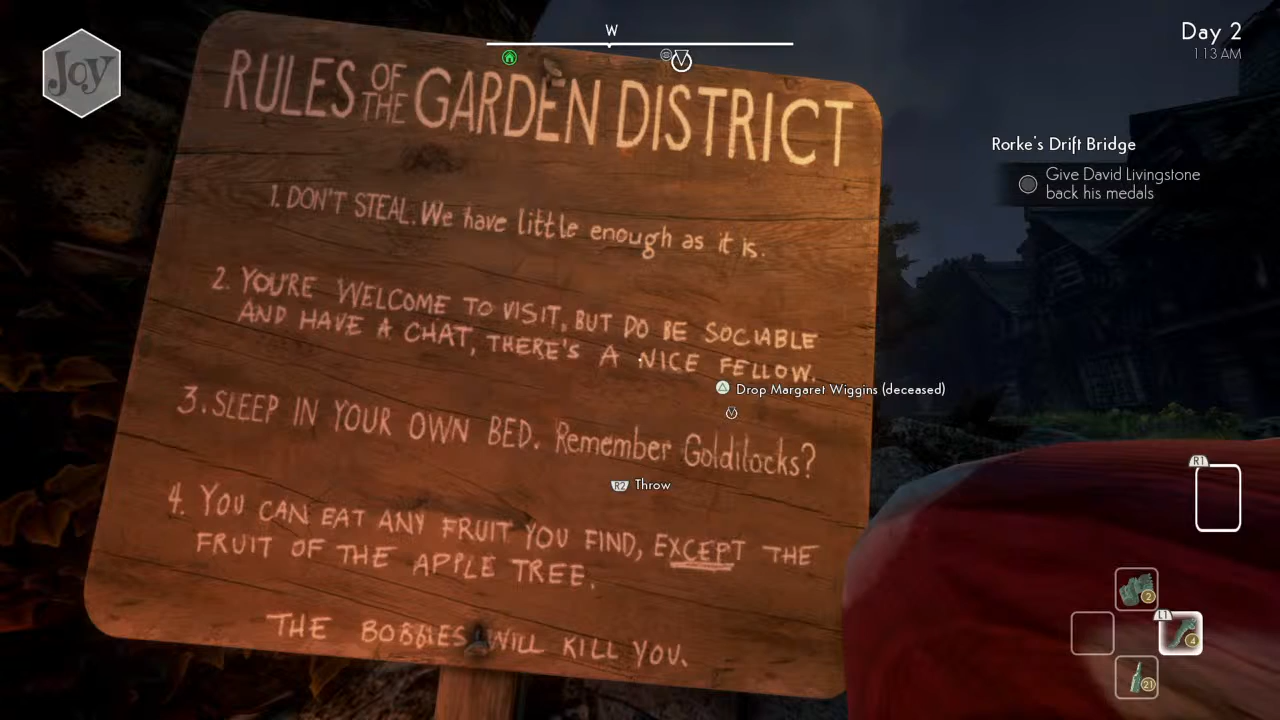 Joy
W
Day 2
1:13 AM
RULES OF THE GARDEN DISTRICT
1. DON'T STEAL. We have little enough as it is.
2. YOU'RE WELCOME TO VISIT, BUT DO BE SOCIABLE
AND HAVE A CHAT, THERE'S A NICE FELLOW.
3. SLEEP IN YOUR OWN BED. Remember Goldilocks?
4. YOU CAN EAT ANY FRUIT YOU FIND, EXCEPT THE
FRUIT OF THE APPLE TREE.
THE BOBBIES WILL KILL YOU.
Rorke's Drift Bridge
Give David Livingstone
back his medals
Drop Margaret Wiggins (deceased)
R2 Throw
R1
2
L1
4
21